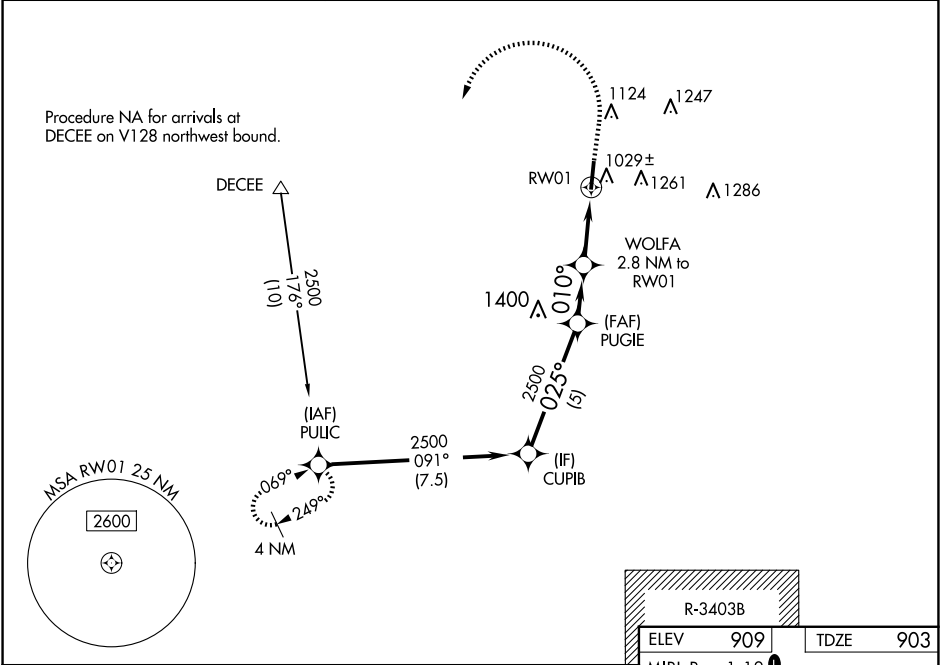 Procedure NA for arrivals at
DECEE on V128 northwest bound.
1124
1247
DECEE
RW01
1029±
1261
1286
WOLFA
2.8 NM to
RW01
2500
176°
(10)
1400
010°
(FAF)
PUGIE
2500
025°
(5)
(IAF)
PULIC
2500
091°
(7.5)
(IF)
CUPIB
069°
249°
4 NM
MSA RW01 25 NM
2600
R-3403B
ELEV 909
TDZE 903